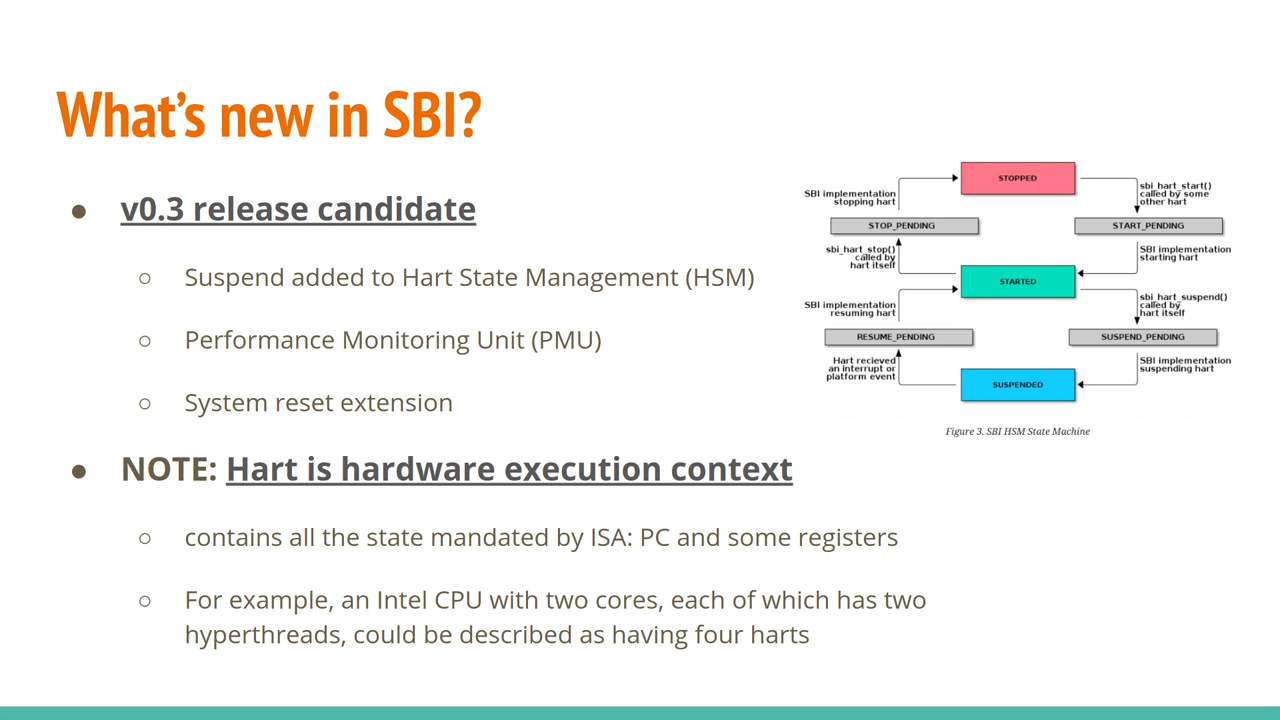 What's new in SBI?
● v0.3 release candidate
○ Suspend added to Hart State Management (HSM)
○ Performance Monitoring Unit (PMU)
○ System reset extension
● NOTE: Hart is hardware execution context
○ contains all the state mandated by ISA: PC and some registers
○ For example, an Intel CPU with two cores, each of which has two
hyperthreads, could be described as having four harts
STOPPED
SBI implementation
stopping hart
sbi_hart_start()
called by some
other hart
STOP_PENDING
START_PENDING
sbi_hart_stop()
called by
hart itself
SBI implementation
starting hart
STARTED
SBI implementation
resuming hart
sbi_hart_suspend()
called by
hart itself
RESUME_PENDING
SUSPEND_PENDING
Hart recieved
an interrupt or
platform event
SBI implementation
suspending hart
SUSPENDED
Figure 3. SBI HSM State Machine